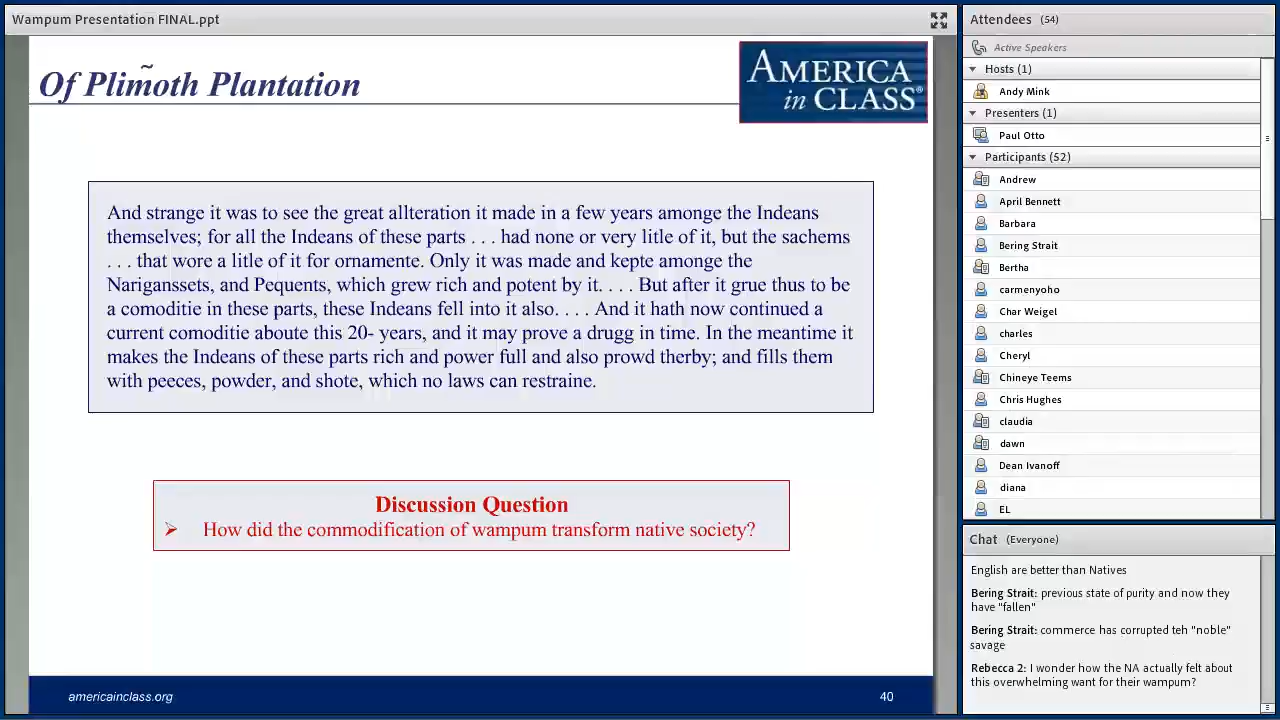 Wampum Presentation FINAL.ppt
Of Plim̃oth Plantation
AMERICA
in CLASS®
And strange it was to see the great allteration it made in a few years amonge the Indeans
themselves; for all the Indeans of these parts . . . had none or very litle of it, but the sachems
. . . that wore a litle of it for ornamente. Only it was made and kepte amonge the
Nariganssets, and Pequents, which grew rich and potent by it. . . . But after it grue thus to be
a comoditie in these parts, these Indeans fell into it also. . . . And it hath now continued a
current comoditie aboute this 20- years, and it may prove a drugg in time. In the meantime it
makes the Indeans of these parts rich and power full and also prowd therby; and fills them
with peeces, powder, and shote, which no laws can restraine.
Discussion Question
➢ How did the commodification of wampum transform native society?
americainclass.org
40
Attendees (54)
Active Speakers
Hosts (1)
Andy Mink
Presenters (1)
Paul Otto
Participants (52)
Andrew
April Bennett
Barbara
Bering Strait
Bertha
carmenyoho
Char Weigel
charles
Cheryl
Chineye Teems
Chris Hughes
claudia
dawn
Dean Ivanoff
diana
EL
Chat (Everyone)
English are better than Natives
Bering Strait: previous state of purity and now they
have "fallen"
Bering Strait: commerce has corrupted teh "noble"
savage
Rebecca 2: I wonder how the NA actually felt about
this overwhelming want for their wampum?